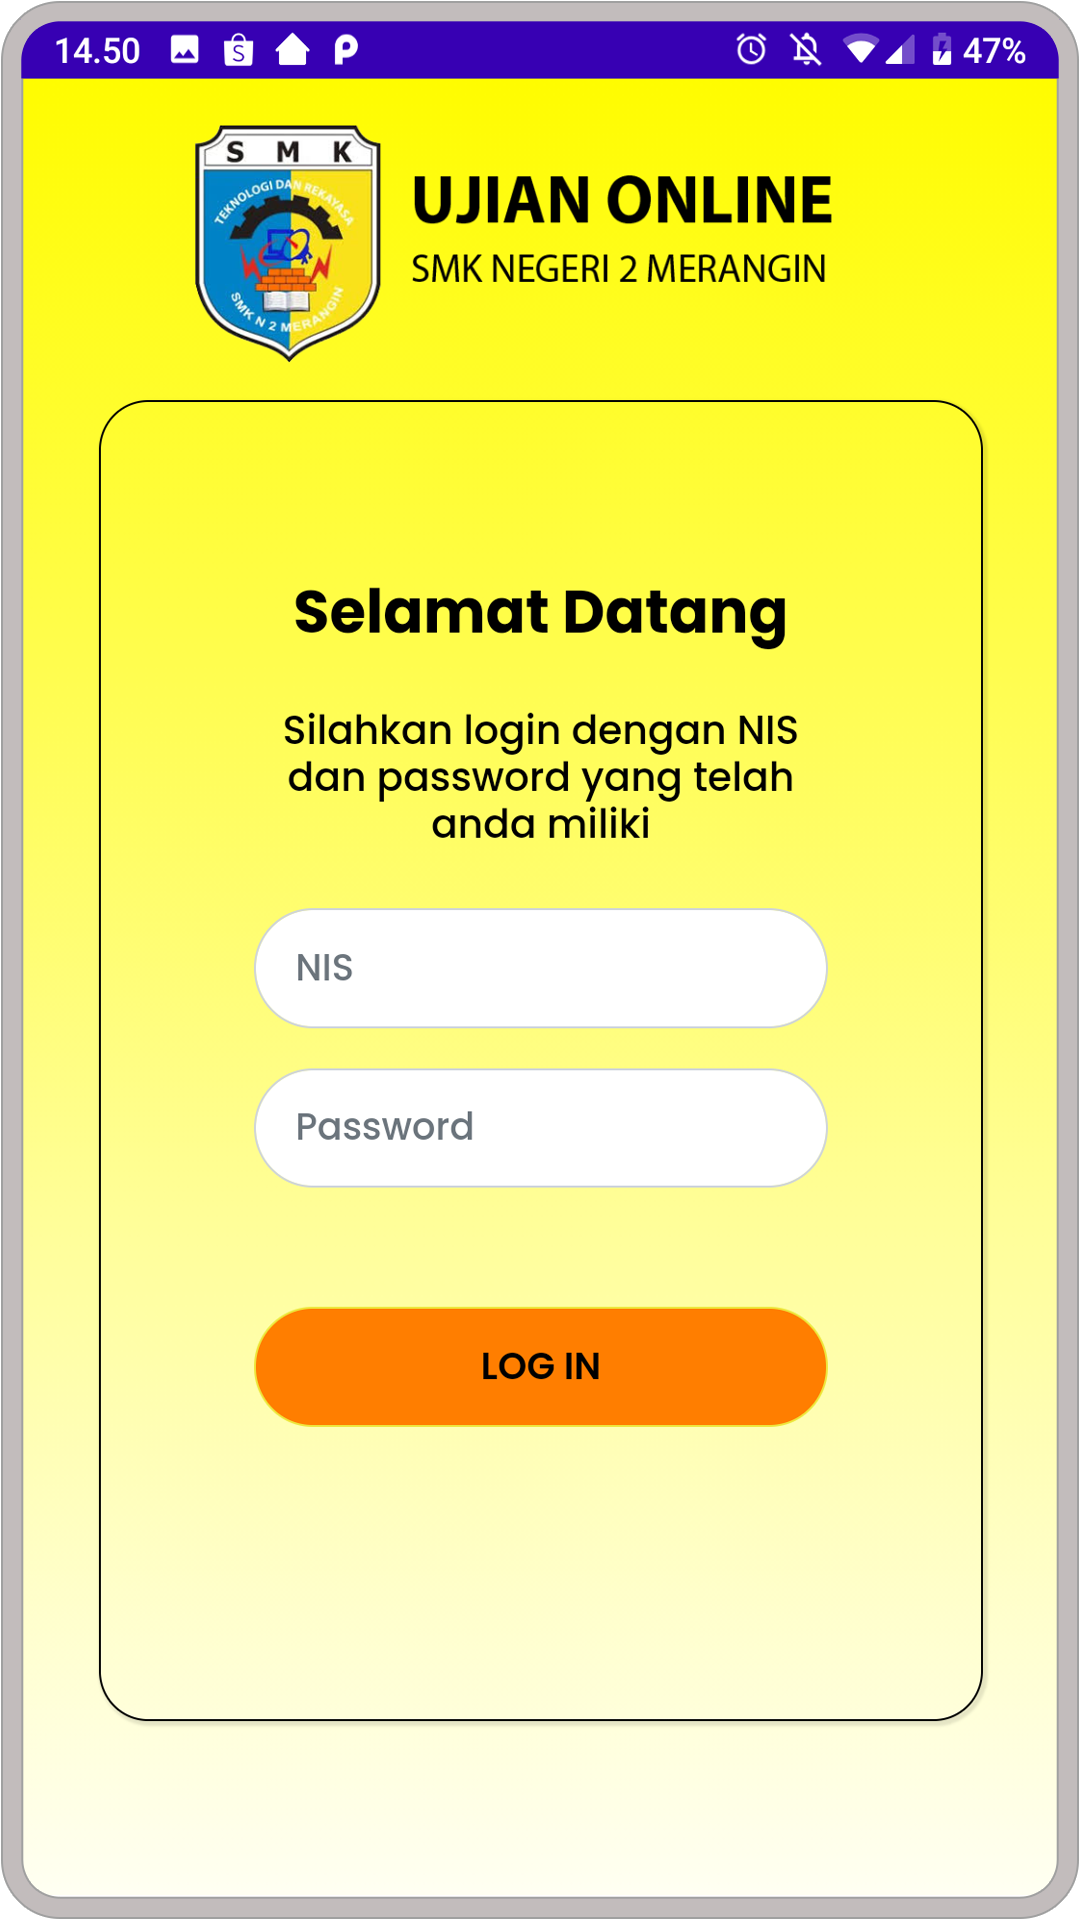 14.50
47%
S M K
TEKNOLOGI DAN REKAYASA
SMK N 2 MERANGIN
UJIAN ONLINE
SMK NEGERI 2 MERANGIN
Selamat Datang
Silahkan login dengan NIS
dan password yang telah
anda miliki
NIS
Password
LOG IN